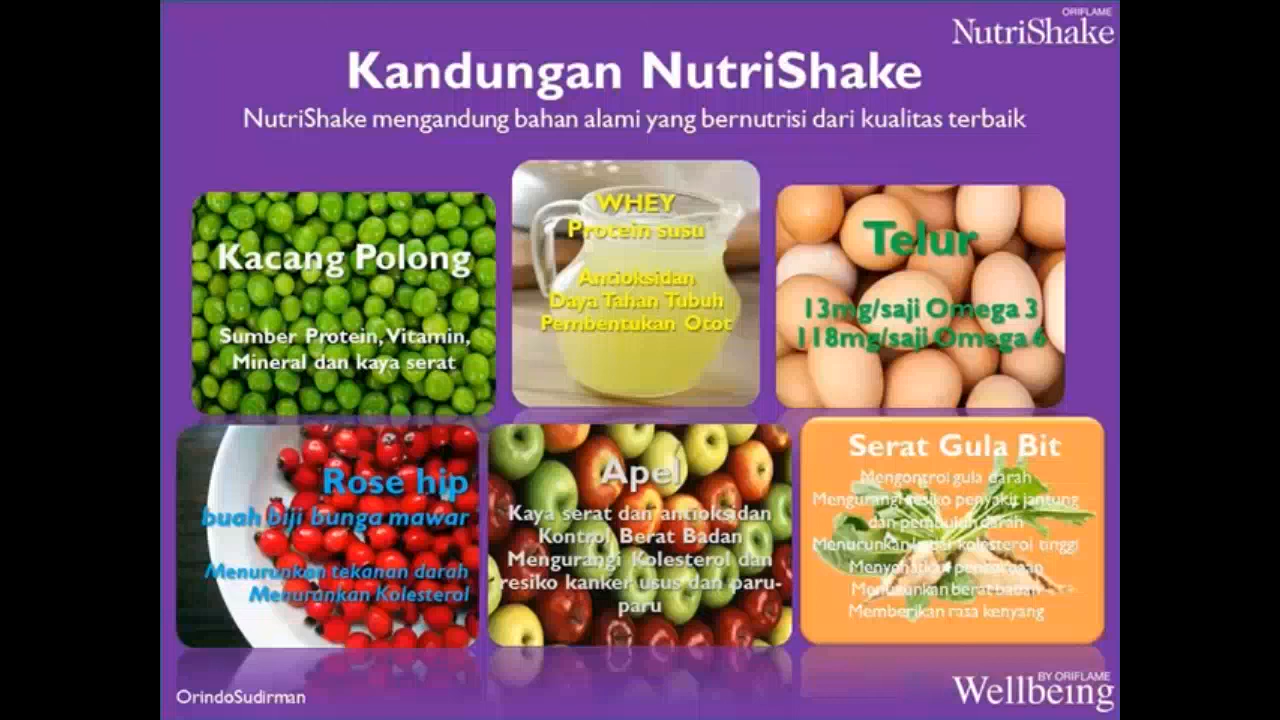 ORIFLAME
NutriShake
Kandungan NutriShake
NutriShake mengandung bahan alami yang bernutrisi dari kualitas terbaik
Kacang Polong
Sumber Protein, Vitamin,
Mineral dan kaya serat
WHEY
Protein susu
Antioksidan
Daya Tahan Tubuh
Pembentukan Otot
Telur
13mg/saji Omega 3
118mg/saji Omega 6
Rose hip
buah biji bunga mawar
Menurunkan tekanan darah
Menurunkan Kolesterol
Apel
Kaya serat dan antioksidan
Kontrol Berat Badan
Mengurangi Kolesterol dan
resiko kanker usus dan paru-
paru
Serat Gula Bit
Mengontrol gula darah
Mengurangi resiko penyakit jantung
dan pembuluh darah
Menurunkan kadar kolesterol tinggi
Menyehatkan pencernaan
Menurunkan berat badan
Memberikan rasa kenyang
OrindoSudirman
BY ORIFLAME
Wellbeing